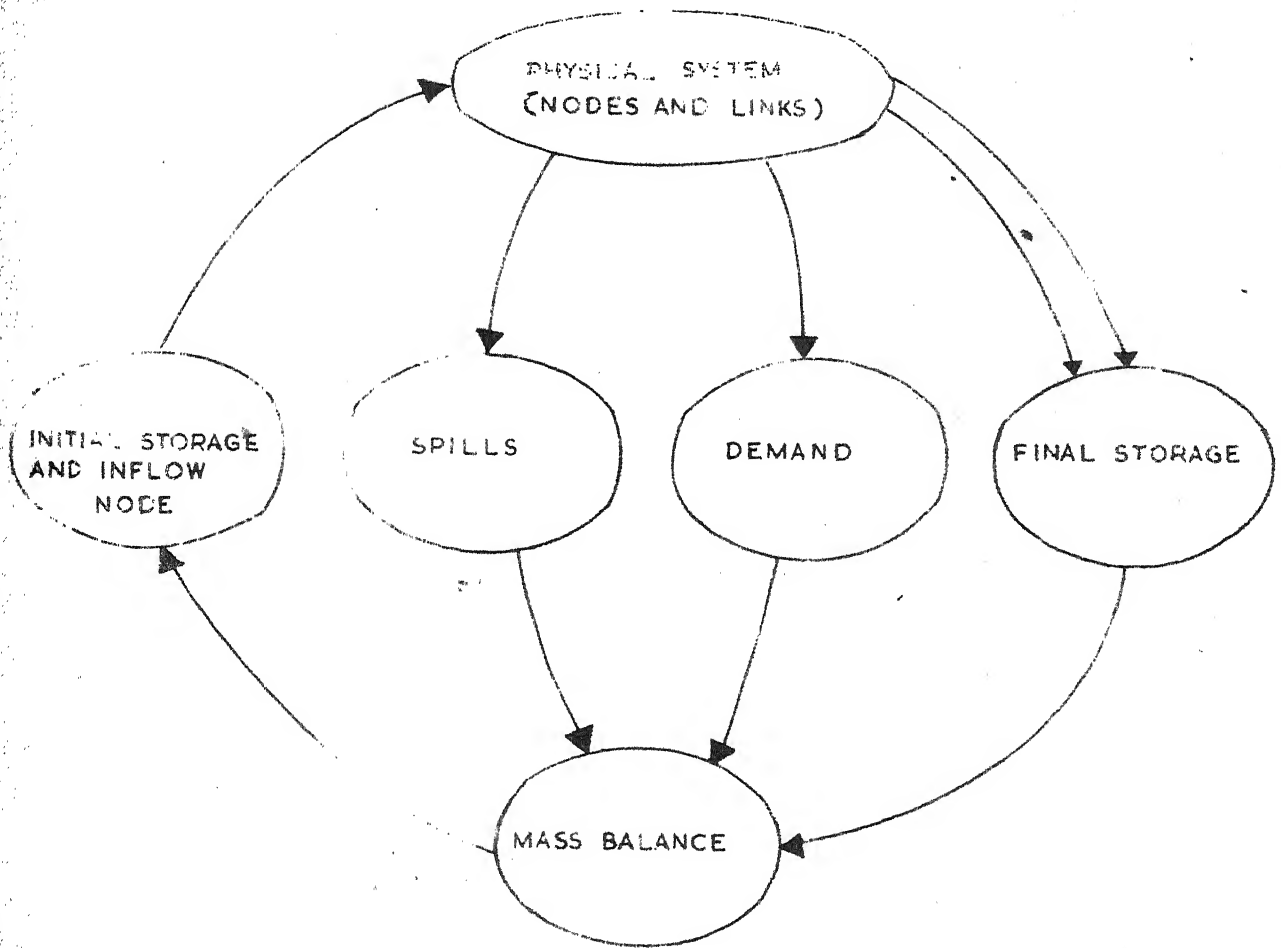 PHYSICAL SYSTEM
(NODES AND LINKS)
INITIAL STORAGE
AND INFLOW
NODE
SPILLS
DEMAND
FINAL STORAGE
MASS BALANCE